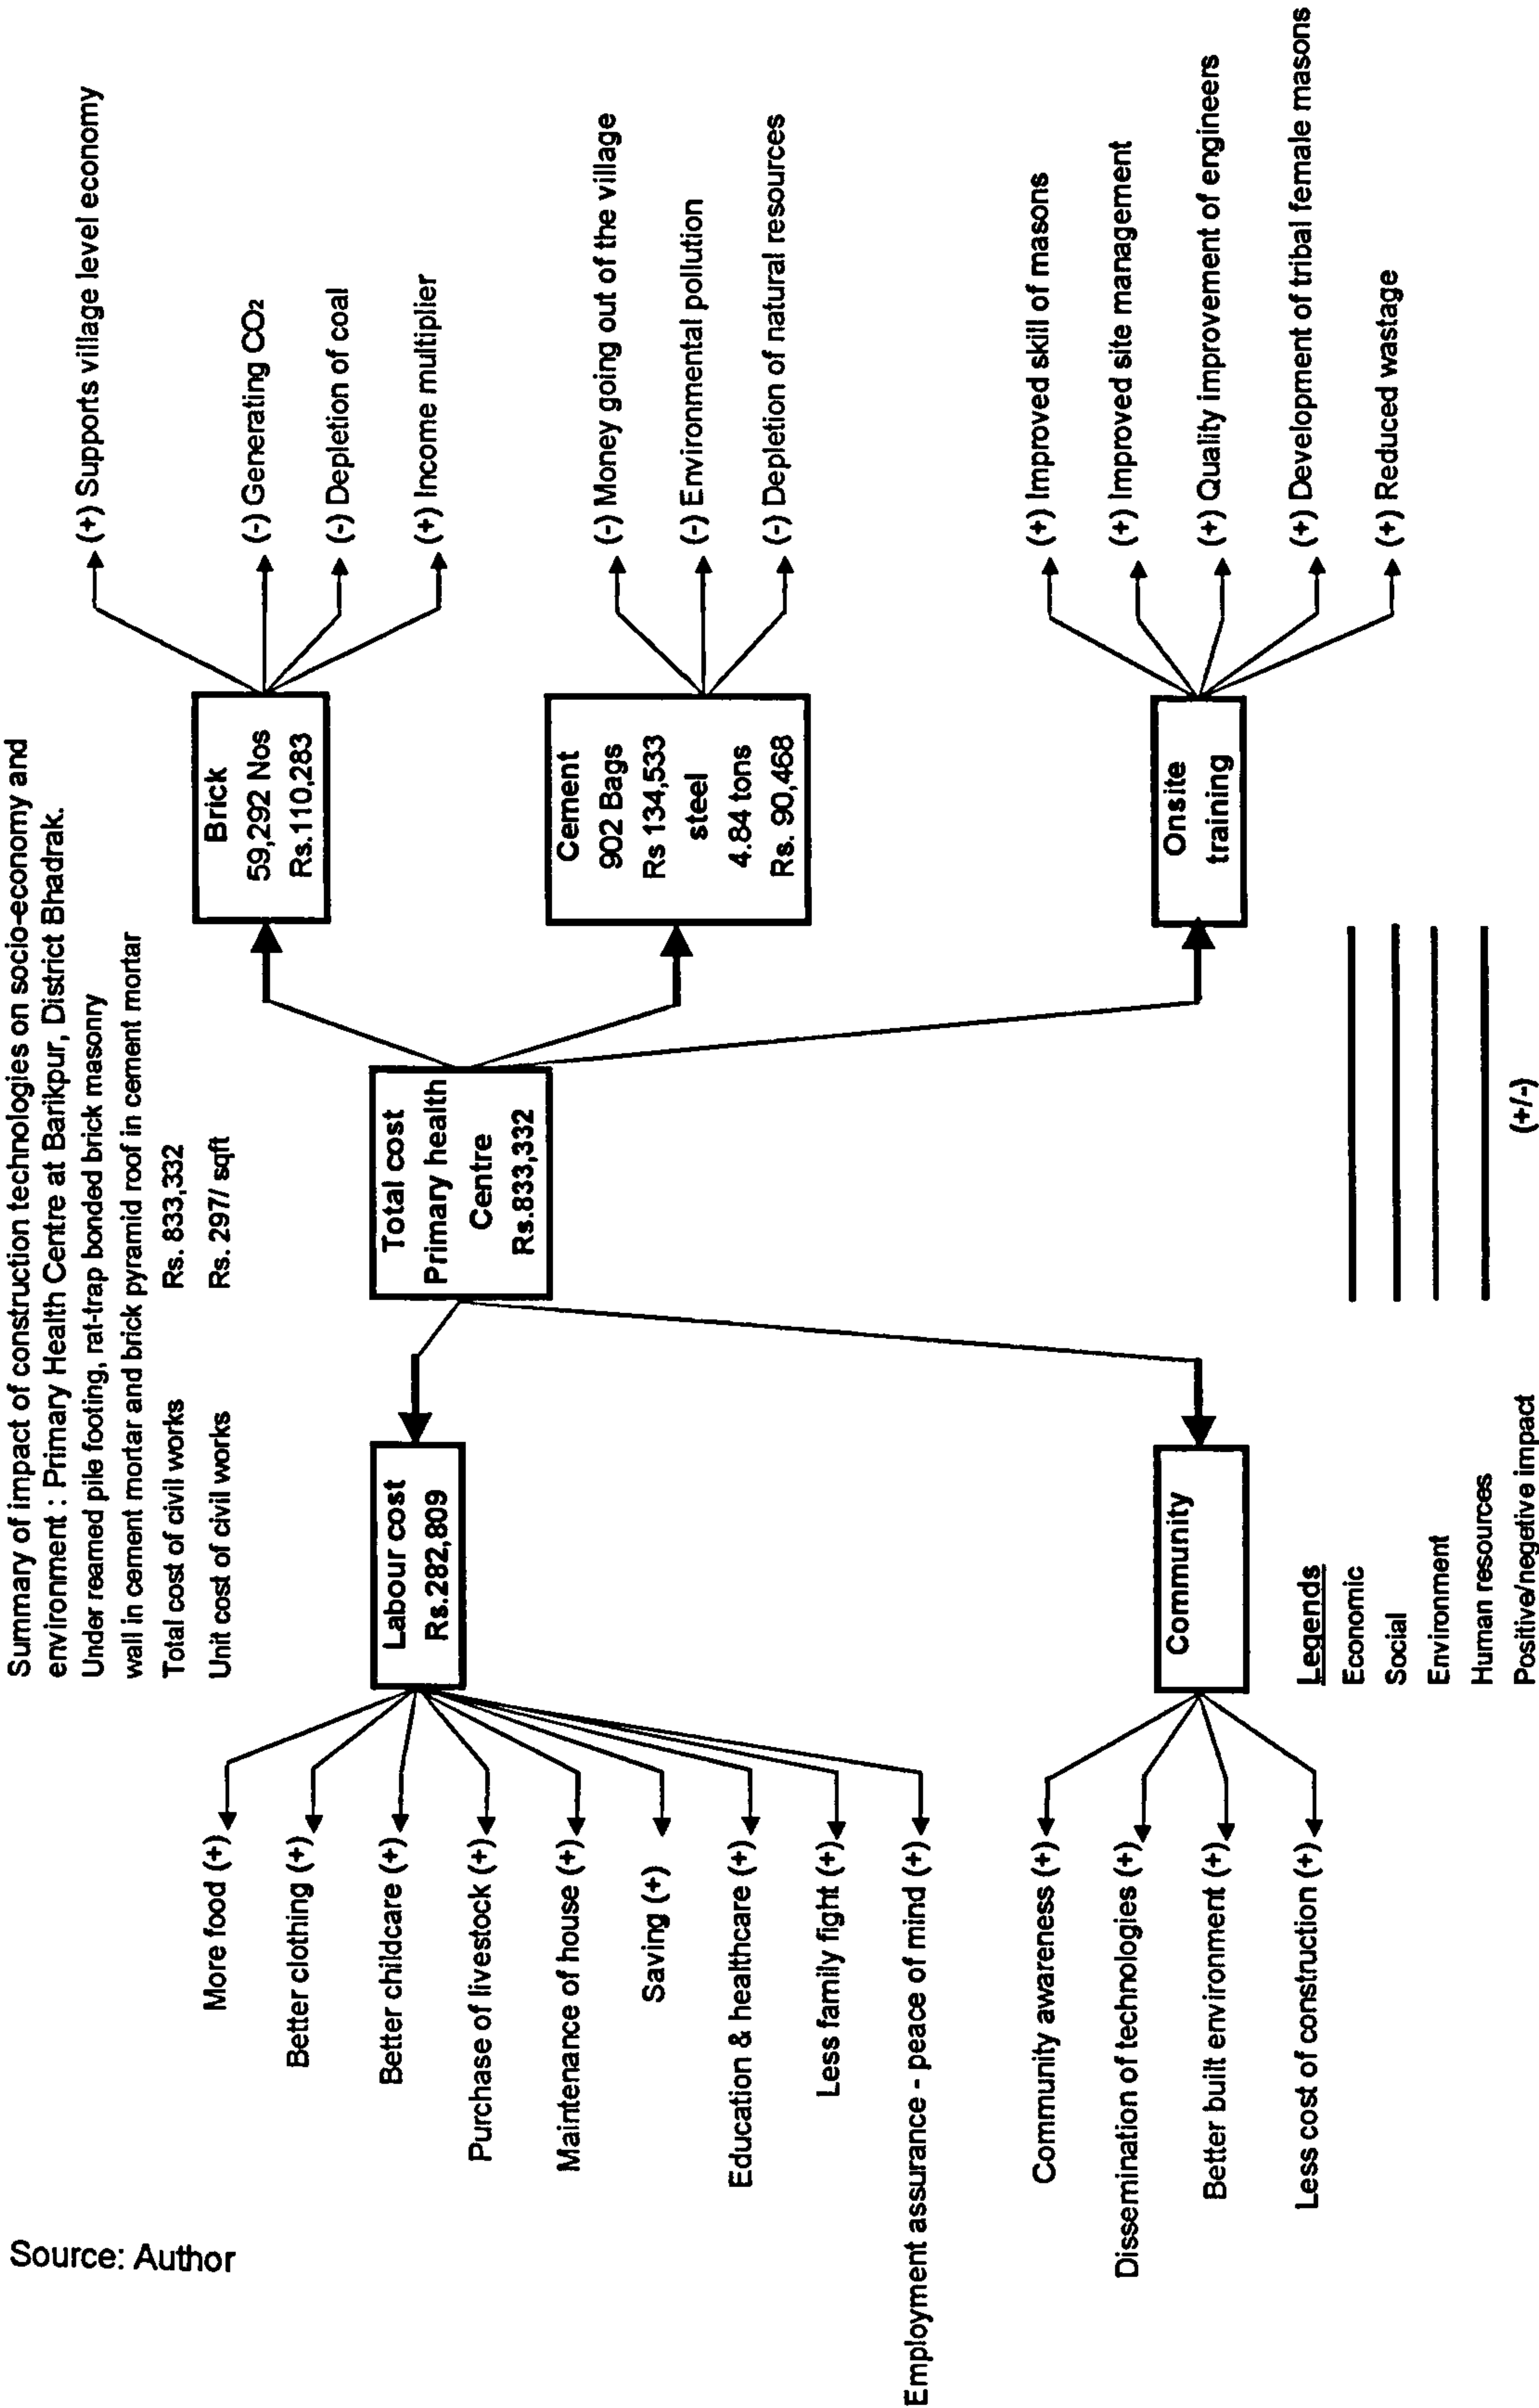 Summary of impact of construction technologies on socio-economy and
environment : Primary Health Centre at Barikpur, District Bhadrak.
Under reamed pile footing, rat-trap bonded brick masonry
wall in cement mortar and brick pyramid roof in cement mortar
Total cost of civil works Rs. 833,332
Unit cost of civil works Rs. 297/ sqft
More food (+)
Better clothing (+)
Better childcare (+)
Purchase of livestock (+)
Maintenance of house (+)
Saving (+)
Education & healthcare (+)
Less family fight (+)
Employment assurance - peace of mind (+)
Labour cost
Rs.282,809
Total cost
Primary health
Centre
Rs.833,332
Brick
59,292 Nos
Rs.110,283
(+) Supports village level economy
(-) Generating CO₂
(-) Depletion of coal
(+) Income multiplier
Cement
902 Bags
Rs 134,533
steel
4.84 tons
Rs. 90,468
(-) Money going out of the village
(-) Environmental pollution
(-) Depletion of natural resources
Community awareness (+)
Dissemination of technologies (+)
Better built environment (+)
Less cost of construction (+)
Community
Onsite
training
(+) Improved skill of masons
(+) Improved site management
(+) Quality improvement of engineers
(+) Development of tribal female masons
(+) Reduced wastage
Legends
Economic
Social
Environment
Human resources
Positive/negetive impact (+/-)
Source: Author